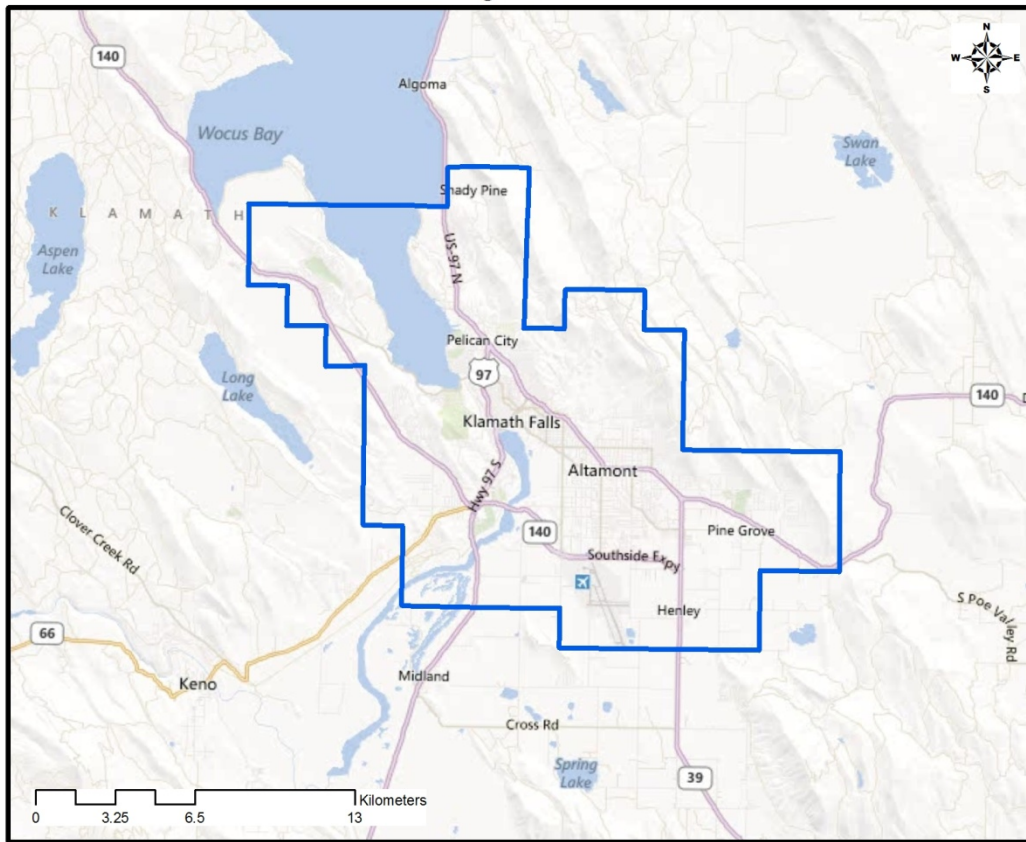 N
W E
S
140
Algoma
Wocus Bay
Swan
Lake
Shady Pine
KLAMATH
Aspen
Lake
US-97 N
Pelican City
97
Long
Lake
140
D
Klamath Falls
Altamont
Hwy 97 S
Pine Grove
140
Southside Expy
Clover Creek Rd
Henley
S Poe Valley Rd
66
Keno
Midland
Cross Rd
Spring
Lake
39
Kilometers
0 3.25 6.5 13